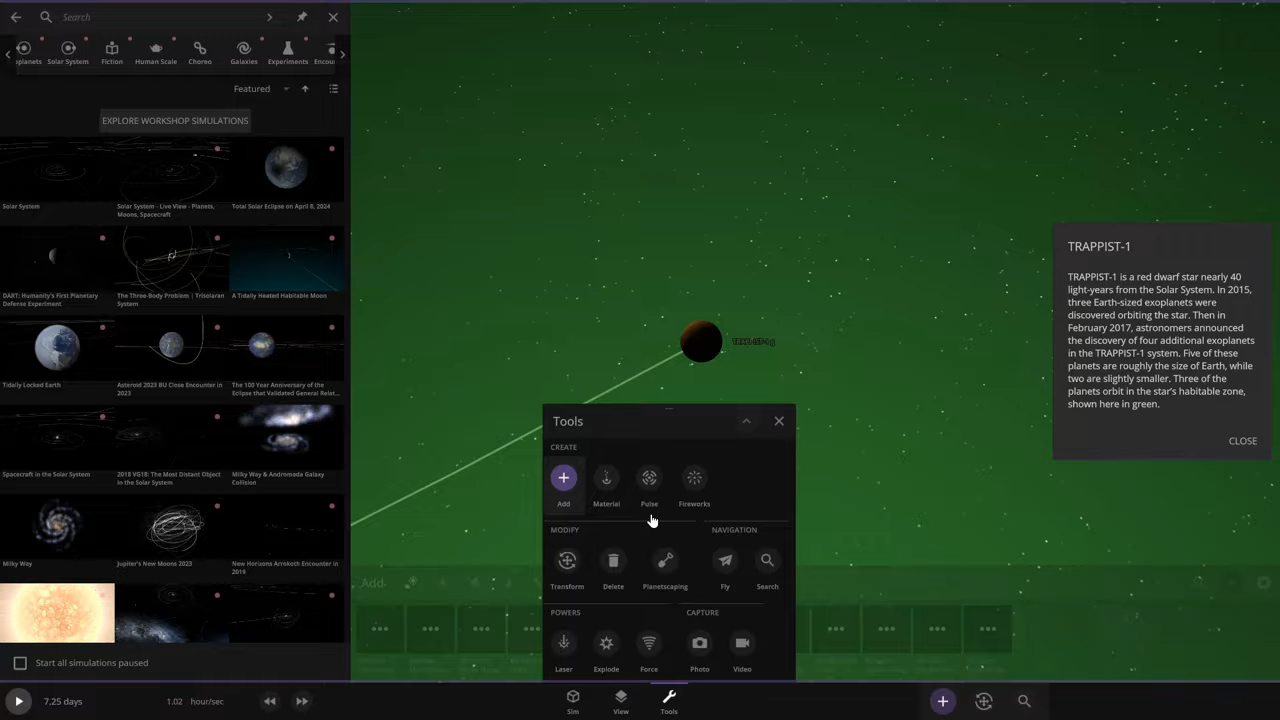 Search
oplanets
Solar System
Fiction
Human Scale
Choreo
Galaxies
Experiments
Encoun
Featured
EXPLORE WORKSHOP SIMULATIONS
Solar System
Solar System - Live View - Planets,
Moons, Spacecraft
Total Solar Eclipse on April 8, 2024
DART: Humanity's First Planetary
Defense Experiment
The Three-Body Problem | Trisolaran
System
A Tidally Heated Habitable Moon
Tidally Locked Earth
Asteroid 2023 BU Close Encounter in
2023
The 100 Year Anniversary of the
Eclipse that Validated General Relat...
Spacecraft in the Solar System
2018 VG18: The Most Distant Object
in the Solar System
Milky Way & Andromeda Galaxy
Collision
Milky Way
Jupiter's New Moons 2023
New Horizons Arrokoth Encounter in
2019
Start all simulations paused
7.25 days
1.02 hour/sec
TRAPPIST-1 g
Tools
CREATE
Add
Material
Pulse
Fireworks
MODIFY
NAVIGATION
Transform
Delete
Planetscaping
Fly
Search
POWERS
CAPTURE
Laser
Explode
Force
Photo
Video
Add
Sim
View
Tools
TRAPPIST-1
TRAPPIST-1 is a red dwarf star nearly 40
light-years from the Solar System. In 2015,
three Earth-sized exoplanets were
discovered orbiting the star. Then in
February 2017, astronomers announced
the discovery of four additional exoplanets
in the TRAPPIST-1 system. Five of these
planets are roughly the size of Earth, while
two are slightly smaller. Three of the
planets orbit in the star's habitable zone,
shown here in green.
CLOSE